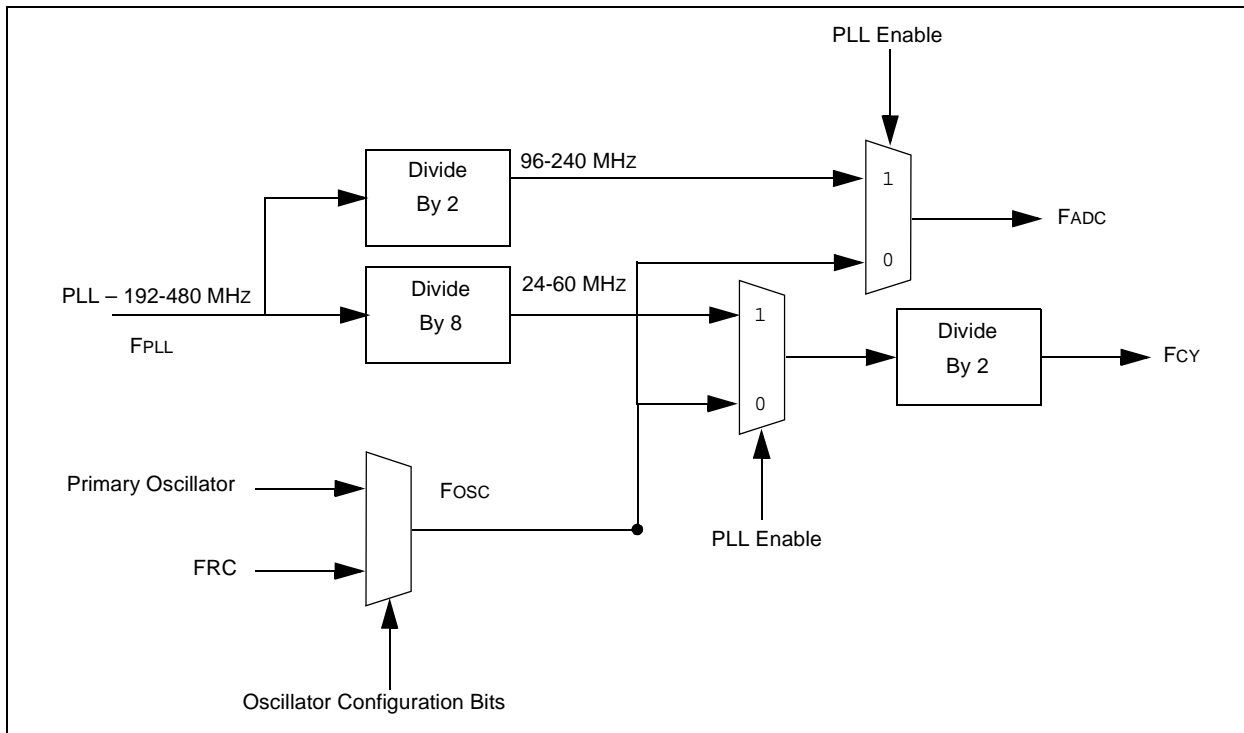 PLL Enable
Divide
By 2
96-240 MHz
1
FADC
0
PLL – 192-480 MHz
FPLL
Divide
By 8
24-60 MHz
1
0
Divide
By 2
FCY
Primary Oscillator
FOSC
FRC
PLL Enable
Oscillator Configuration Bits